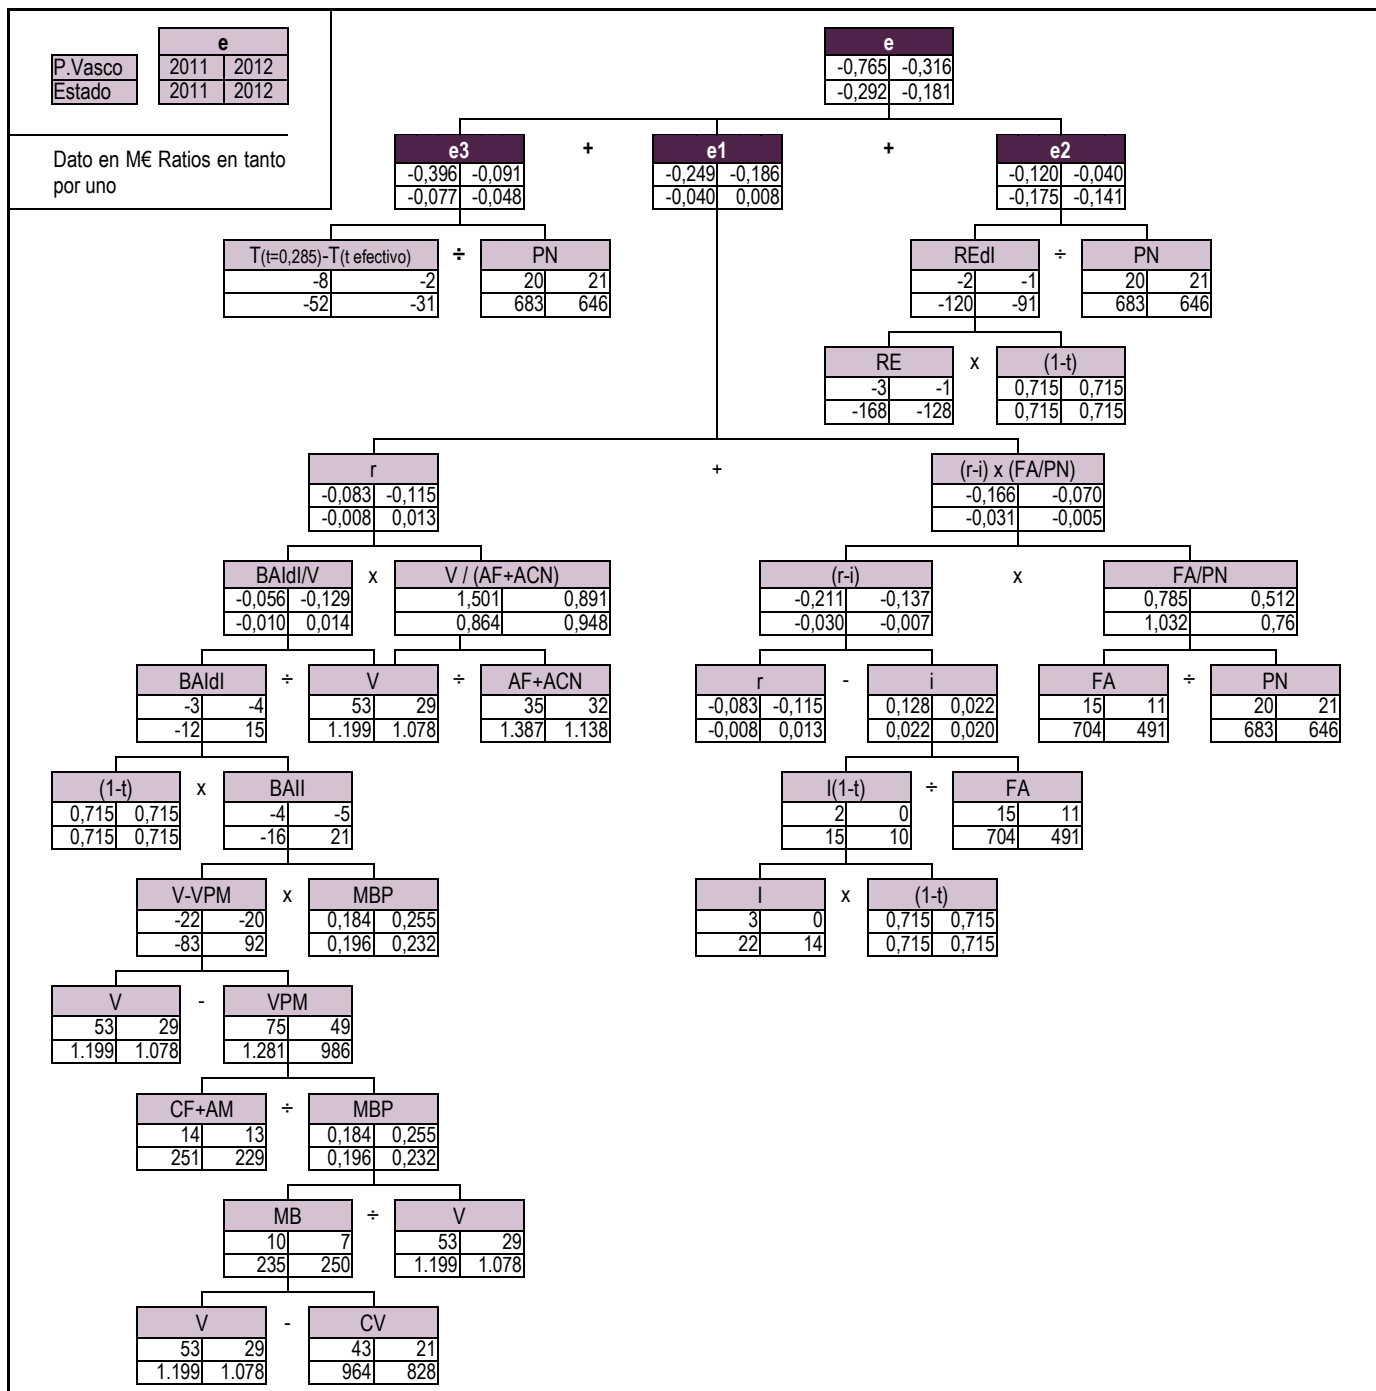 e
P.Vasco 2011 2012
Estado 2011 2012
Dato en M€ Ratios en tanto
por uno
e
-0,765 -0,316
-0,292 -0,181
e3 + e1 + e2
-0,396 -0,091 -0,249 -0,186 -0,120 -0,040
-0,077 -0,048 -0,040 0,008 -0,175 -0,141
T(t=0,285)-T(t efectivo) ÷ PN REdI ÷ PN
-8 -2 20 21 -2 -1 20 21
-52 -31 683 646 -120 -91 683 646
RE x (1-t)
-3 -1 0,715 0,715
-168 -128 0,715 0,715
r + (r-i) x (FA/PN)
-0,083 -0,115 -0,166 -0,070
-0,008 0,013 -0,031 -0,005
BAIdI/V x V / (AF+ACN) (r-i) x FA/PN
-0,056 -0,129 1,501 0,891 -0,211 -0,137 0,785 0,512
-0,010 0,014 0,864 0,948 -0,030 -0,007 1,032 0,76
BAIdI ÷ V ÷ AF+ACN r - i FA ÷ PN
-3 -4 53 29 35 32 -0,083 -0,115 0,128 0,022 15 11 20 21
-12 15 1.199 1.078 1.387 1.138 -0,008 0,013 0,022 0,020 704 491 683 646
(1-t) x BAII I(1-t) ÷ FA
0,715 0,715 -4 -5 2 0 15 11
0,715 0,715 -16 21 15 10 704 491
V-VPM x MBP I x (1-t)
-22 -20 0,184 0,255 3 0 0,715 0,715
-83 92 0,196 0,232 22 14 0,715 0,715
V - VPM
53 29 75 49
1.199 1.078 1.281 986
CF+AM ÷ MBP
14 13 0,184 0,255
251 229 0,196 0,232
MB ÷ V
10 7 53 29
235 250 1.199 1.078
V - CV
53 29 43 21
1.199 1.078 964 828